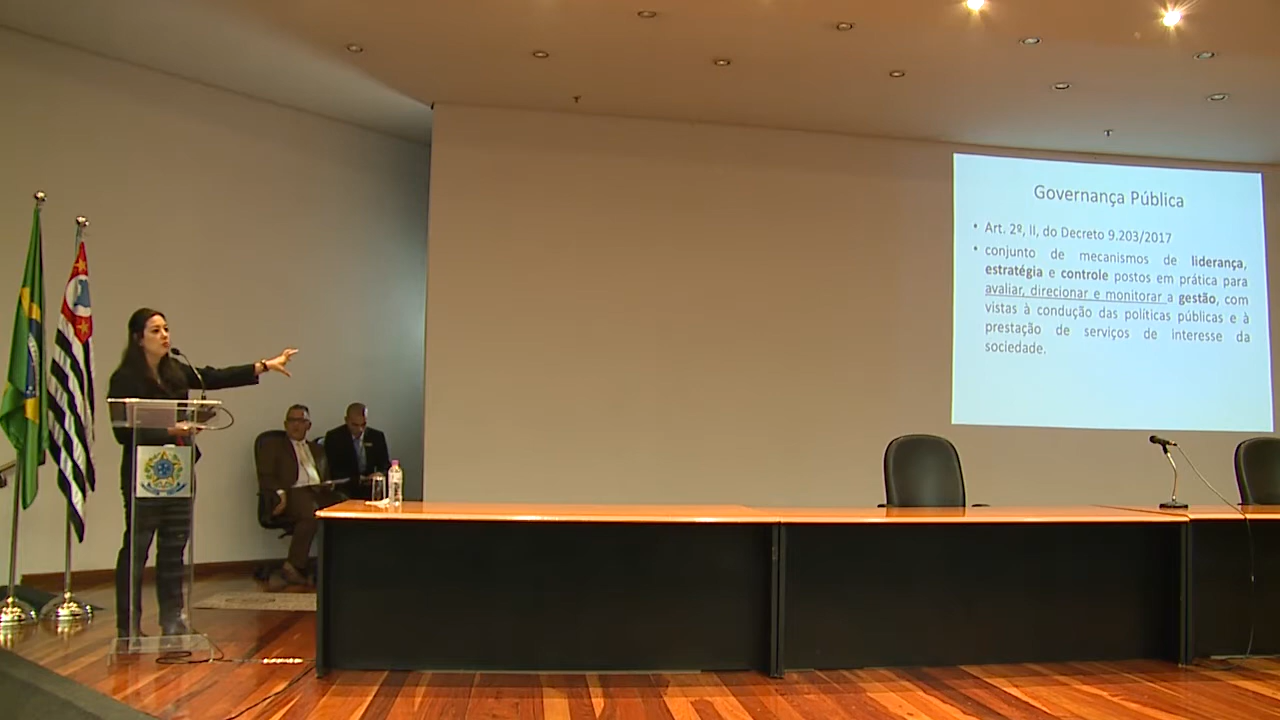 Governança Pública
• Art. 2º, II, do Decreto 9.203/2017
• conjunto de mecanismos de liderança,
estratégia e controle postos em prática para
avaliar, direcionar e monitorar a gestão, com
vistas à condução das políticas públicas e à
prestação de serviços de interesse da
sociedade.